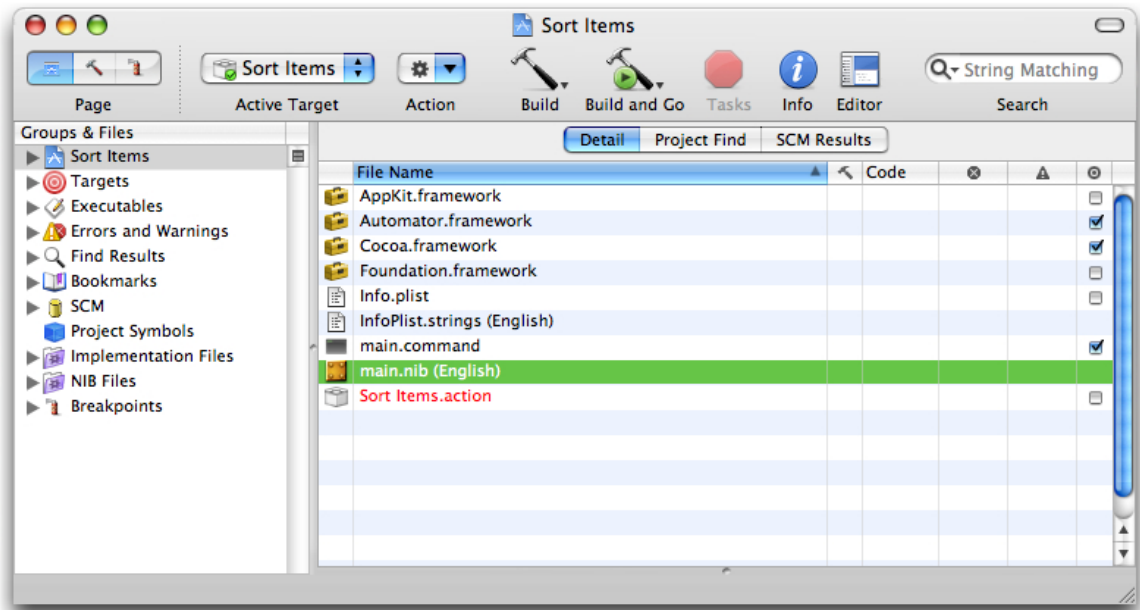 Sort Items
Sort Items
String Matching
Page
Active Target
Action
Build
Build and Go
Tasks
Info
Editor
Search
Groups & Files
Sort Items
Targets
Executables
Errors and Warnings
Find Results
Bookmarks
SCM
Project Symbols
Implementation Files
NIB Files
Breakpoints
Detail
Project Find
SCM Results
File Name
Code
AppKit.framework
Automator.framework
Cocoa.framework
Foundation.framework
Info.plist
InfoPlist.strings (English)
main.command
main.nib (English)
Sort Items.action